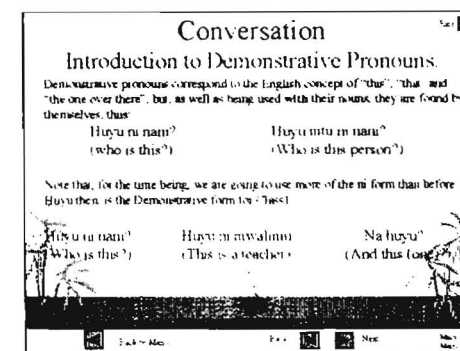 Conversation
Introduction to Demonstrative Pronouns.
Demonstrative pronouns correspond to the English concept of "this", "that" and
"the one over there", but, as well as being used with their nouns, they are found by
themselves, thus:
Huyu ni nani? Huyu mtu ni nani?
(who is this?) (Who is this person?)
Note that, for the time being, we are going to use more of the ni form than before
Huyu then, is the Demonstrative form for Class1
Huyu ni nani? Huyu ni mwalimu Na huyu?
(Who is this?) (This is a teacher) (And this (one)?)
Back to Menu Back Next